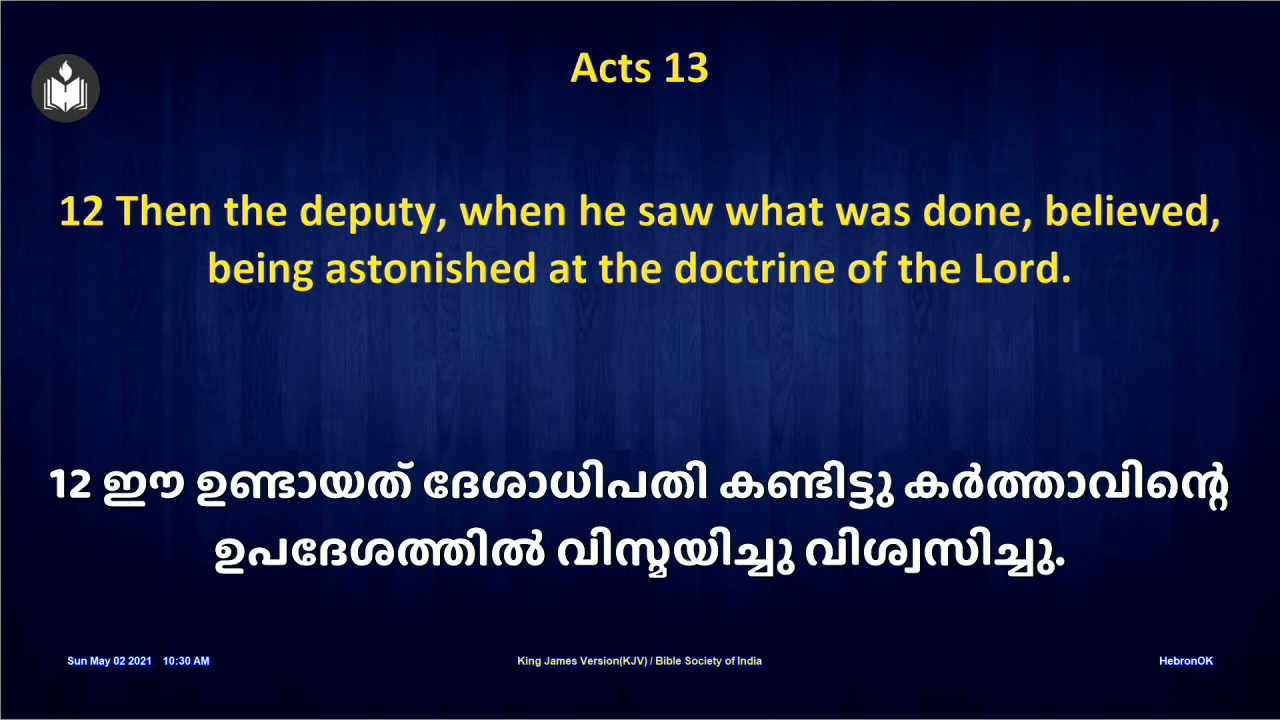 Acts 13
12 Then the deputy, when he saw what was done, believed,
being astonished at the doctrine of the Lord.
12 ഈ ഉണ്ടായത് ദേശാധിപതി കണ്ടിട്ടു കർത്താവിന്റെ
ഉപദേശത്തിൽ വിസ്മയിച്ചു വിശ്വസിച്ചു.
Sun May 02 2021 10:30 AM King James Version(KJV) / Bible Society of India HebronOK